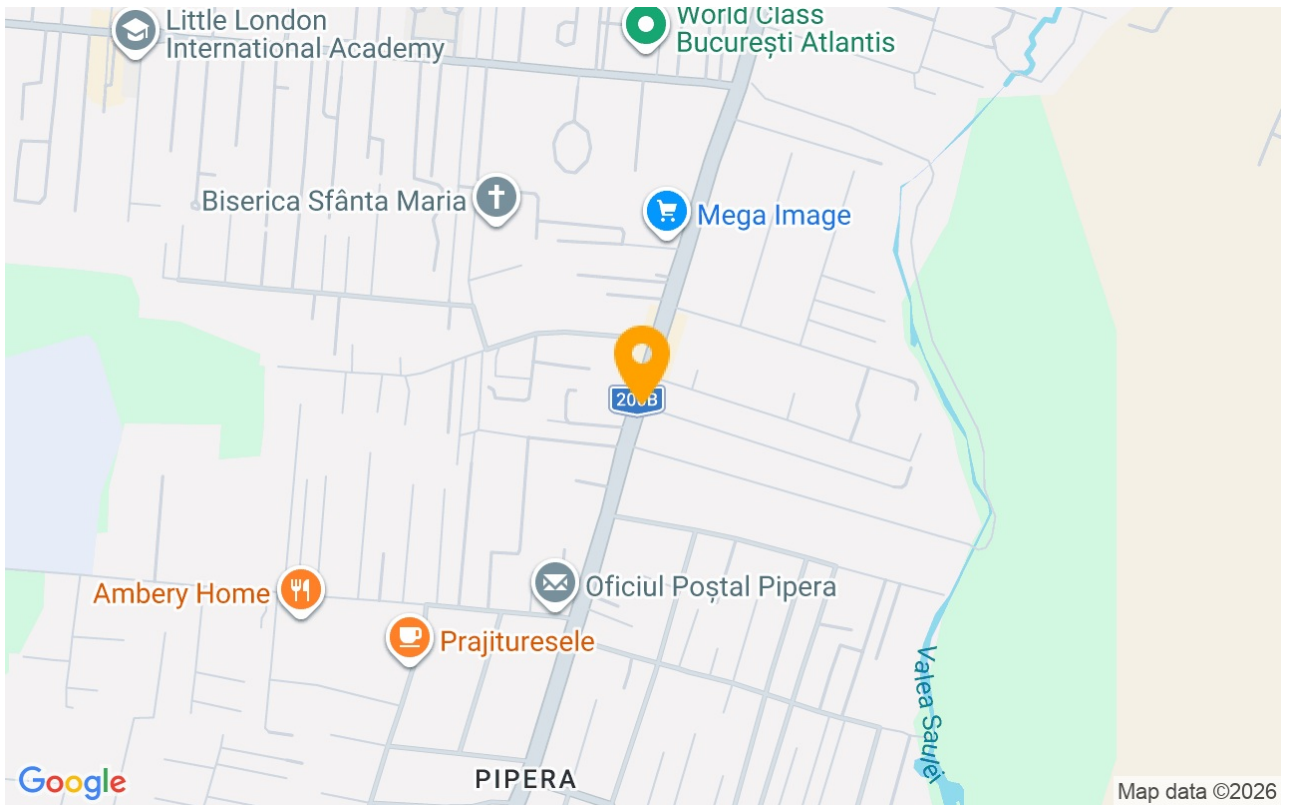 Little London
International Academy
World Class
București Atlantis
Biserica Sfânta Maria
Mega Image
Ambery Home
Oficiul Poștal Pipera
Prajituresele
Valea Saulei
PIPERA
Google
Map data ©2026